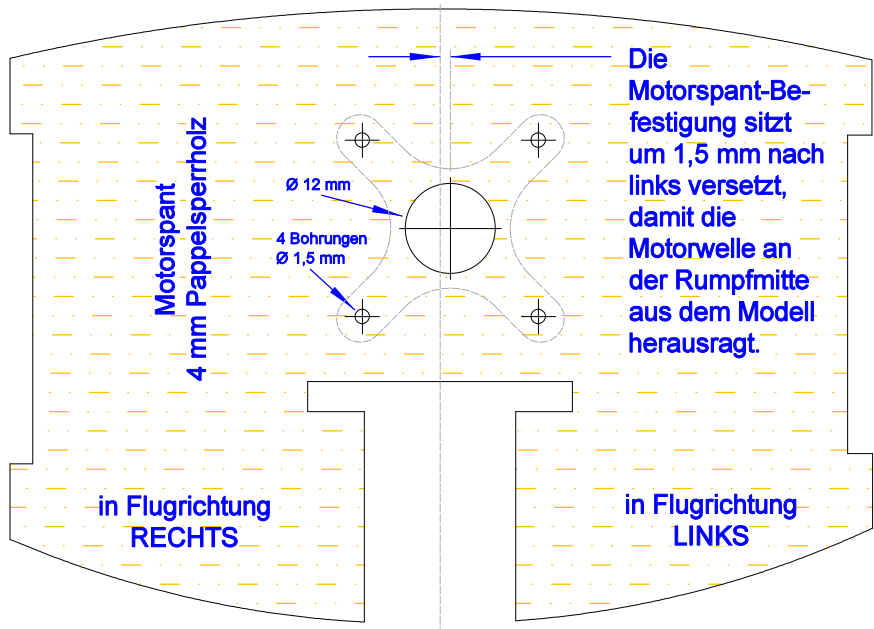 Die
Motorspant-Be-
festigung sitzt
um 1,5 mm nach
links versetzt,
damit die
Motorwelle an
der Rumpfmitte
aus dem Modell
herausragt.
Motorspant
4 mm Pappelsperrholz
Ø 12 mm
4 Bohrungen
Ø 1,5 mm
in Flugrichtung
RECHTS
in Flugrichtung
LINKS